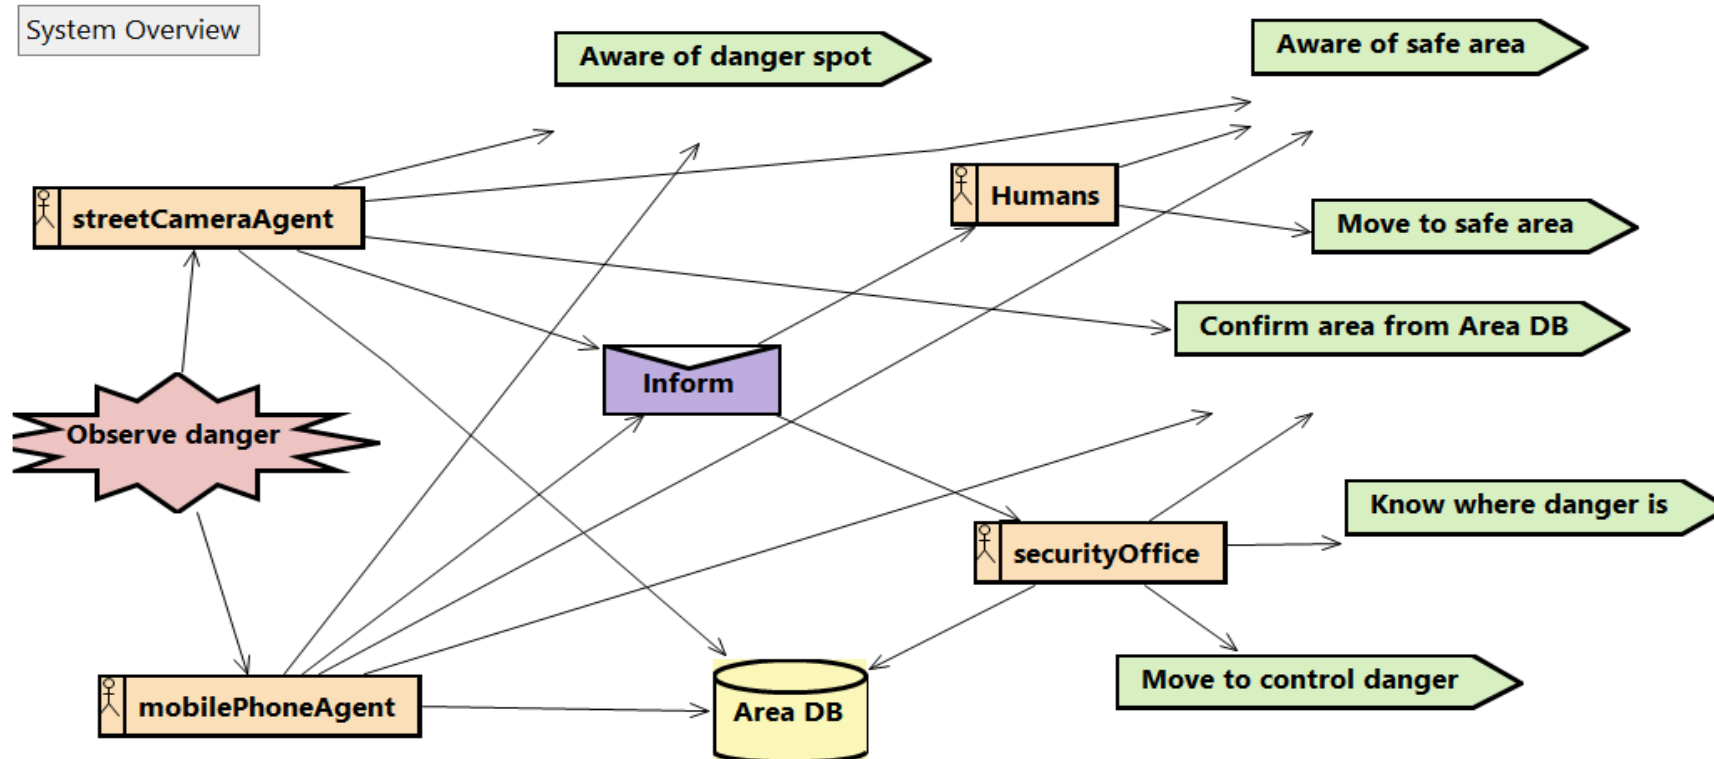 System Overview
Aware of danger spot
Aware of safe area
streetCameraAgent
Humans
Move to safe area
Confirm area from Area DB
Inform
Observe danger
Know where danger is
securityOffice
Move to control danger
mobilePhoneAgent
Area DB